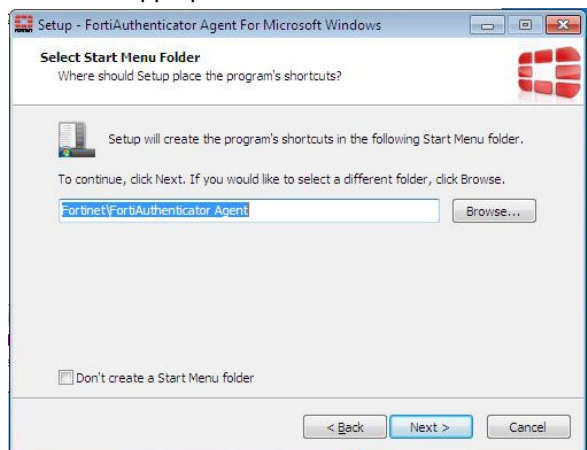 Setup - FortiAuthenticator Agent For Microsoft Windows
Select Start Menu Folder
Where should Setup place the program's shortcuts?
Setup will create the program's shortcuts in the following Start Menu folder.
To continue, click Next. If you would like to select a different folder, click Browse.
Fortinet\FortiAuthenticator Agent
Browse...
Don't create a Start Menu folder
< Back
Next >
Cancel